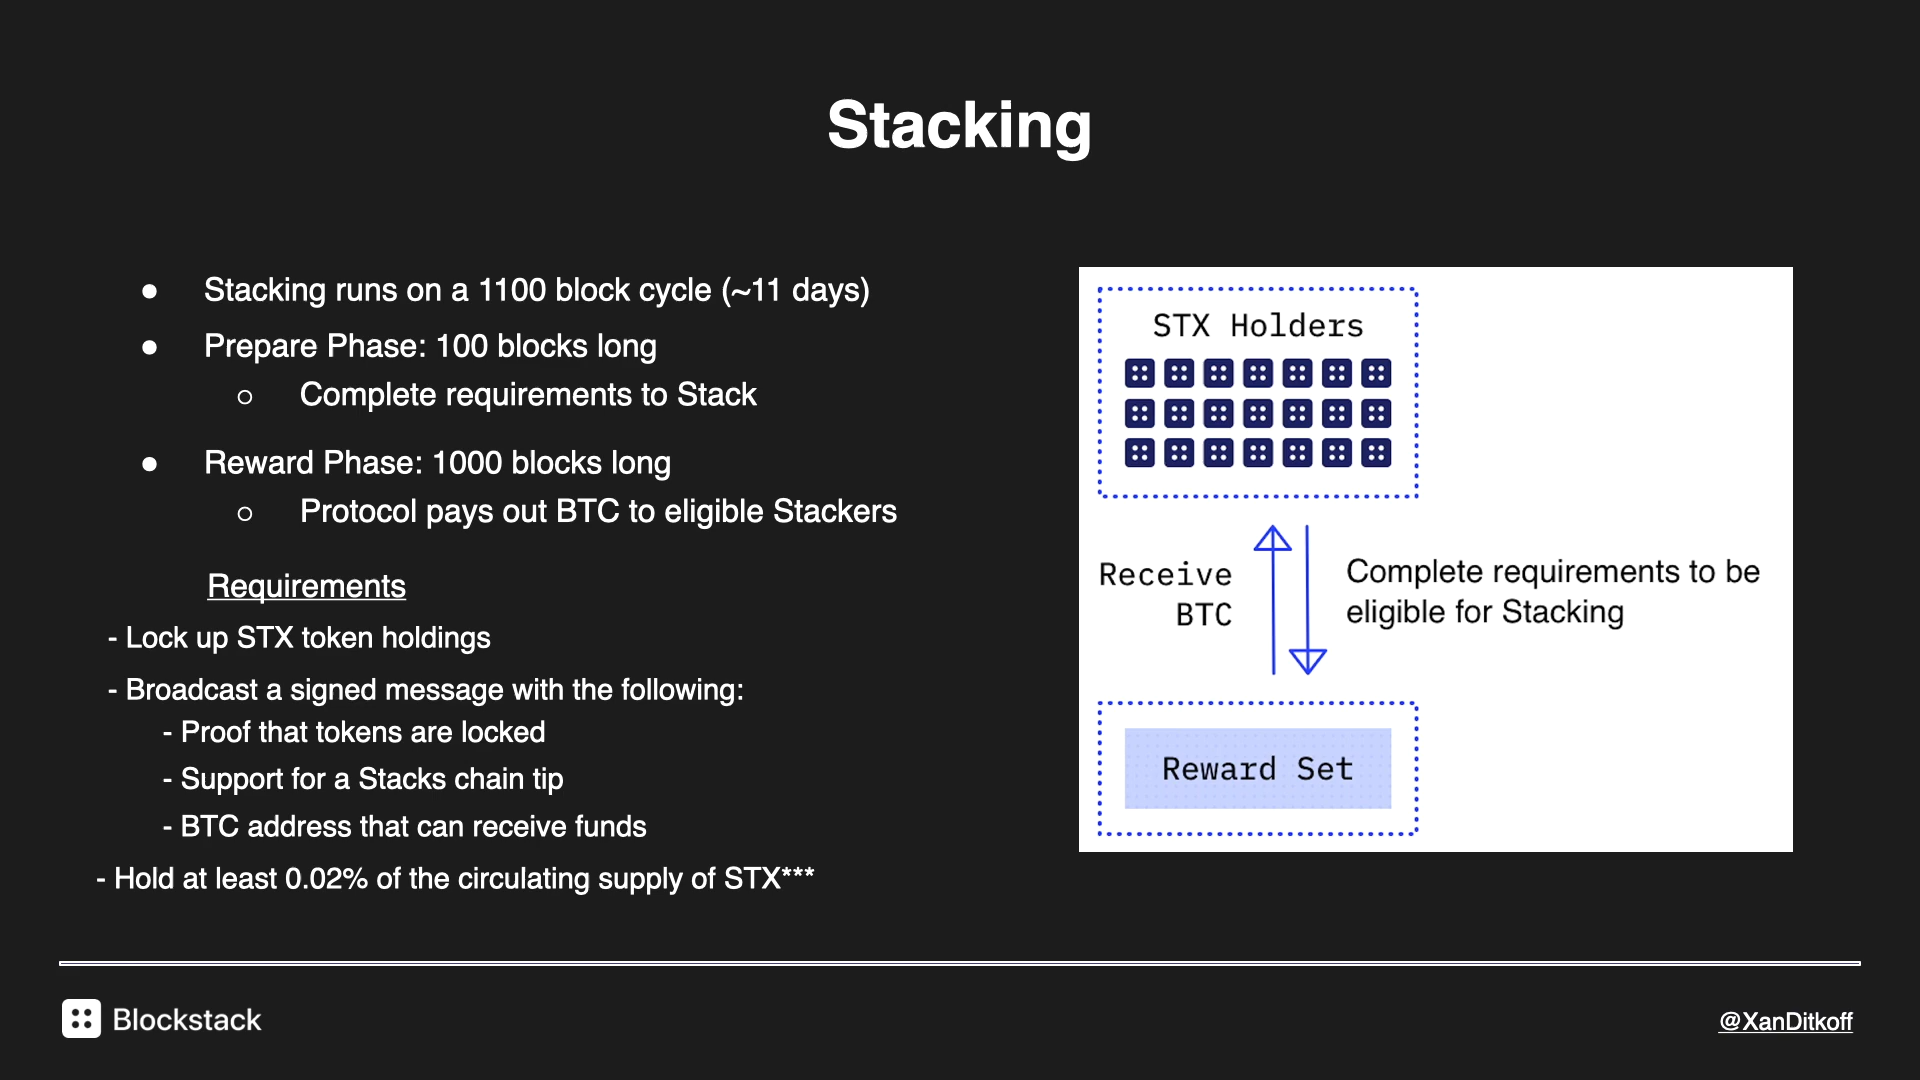 Stacking
● Stacking runs on a 1100 block cycle (~11 days)
● Prepare Phase: 100 blocks long
○ Complete requirements to Stack
● Reward Phase: 1000 blocks long
○ Protocol pays out BTC to eligible Stackers
Requirements
- Lock up STX token holdings
- Broadcast a signed message with the following:
- Proof that tokens are locked
- Support for a Stacks chain tip
- BTC address that can receive funds
- Hold at least 0.02% of the circulating supply of STX***
STX Holders
Receive
BTC
Complete requirements to be
eligible for Stacking
Reward Set
Blockstack
@XanDitkoff